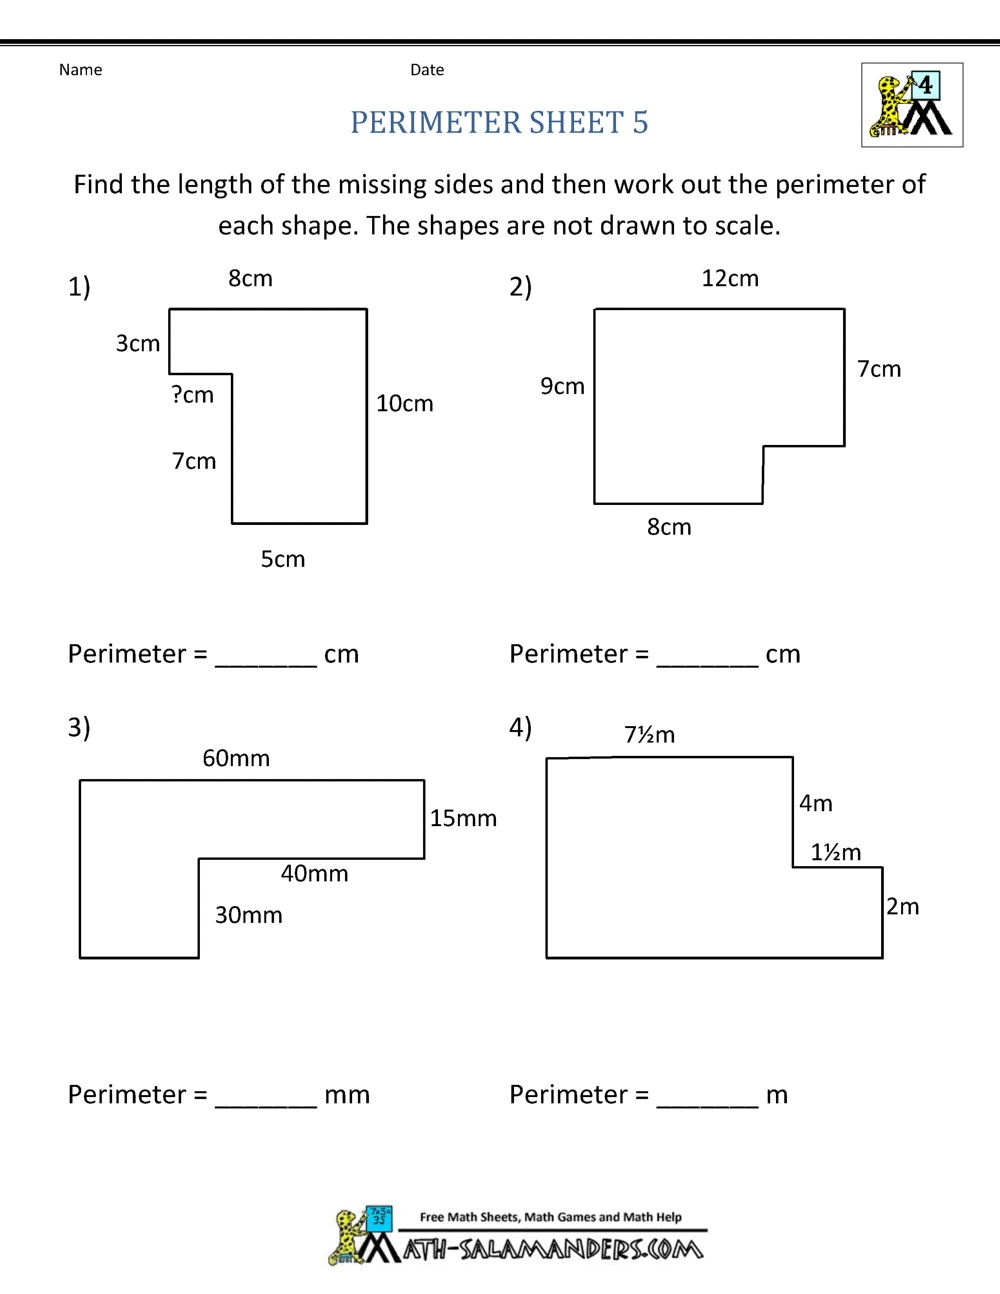 Name Date
4
PERIMETER SHEET 5
Find the length of the missing sides and then work out the perimeter of
each shape. The shapes are not drawn to scale.
1) 8cm
3cm
?cm
10cm
7cm
5cm
2) 12cm
7cm
9cm
8cm
Perimeter = _______ cm
Perimeter = _______ cm
3)
60mm
15mm
40mm
30mm
4) 7½m
4m
1½m
2m
Perimeter = _______ mm
Perimeter = _______ m
7x5=
35
Free Math Sheets, Math Games and Math Help
MATH-SALAMANDERS.COM